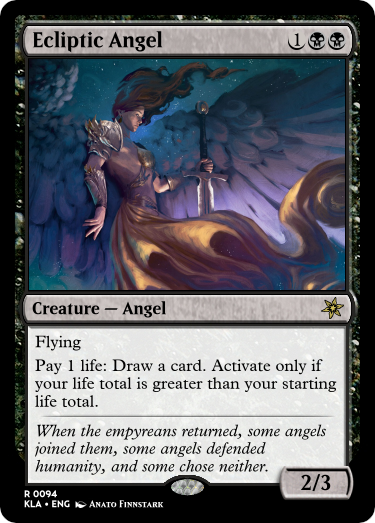 Ecliptic Angel 1
Creature — Angel
Flying
Pay 1 life: Draw a card. Activate only if
your life total is greater than your starting
life total.
When the empyreans returned, some angels
joined them, some angels defended
humanity, and some chose neither.
2/3
R 0094
KLA • ENG Anato Finnstark